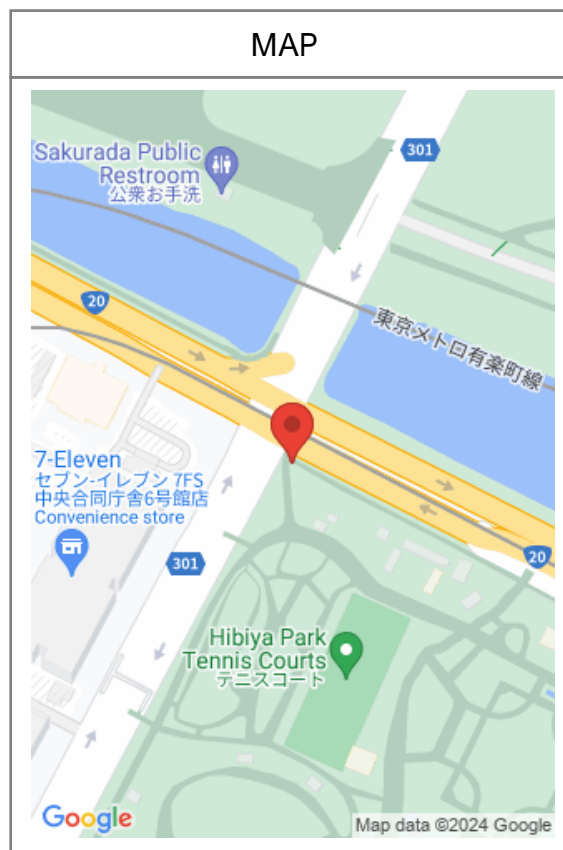 MAP
301
Sakurada Public
Restroom
公衆お手洗
20
東京メトロ有楽町線
7-Eleven
セブン-イレブン 7FS
中央合同庁舎6号館店
Convenience store
20
301
Hibiya Park
Tennis Courts
テニスコート
Google
Map data ©2024 Google